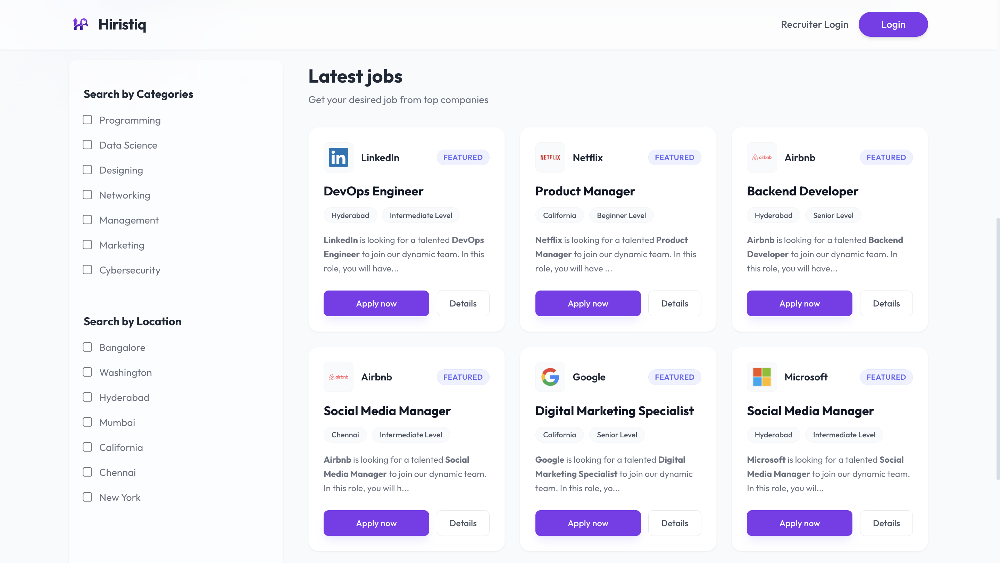 Hiristiq
Recruiter Login
Login
Search by Categories
Programming
Data Science
Designing
Networking
Management
Marketing
Cybersecurity
Search by Location
Bangalore
Washington
Hyderabad
Mumbai
California
Chennai
New York
Latest jobs
Get your desired job from top companies
LinkedIn
FEATURED
DevOps Engineer
Hyderabad
Intermediate Level
LinkedIn is looking for a talented DevOps
Engineer to join our dynamic team. In this
role, you will have...
Apply now
Details
NETFLIX
Netflix
FEATURED
Product Manager
California
Beginner Level
Netflix is looking for a talented Product
Manager to join our dynamic team. In this
role, you will have ...
Apply now
Details
airbnb
Airbnb
FEATURED
Backend Developer
Hyderabad
Senior Level
Airbnb is looking for a talented Backend
Developer to join our dynamic team. In
this role, you will have...
Apply now
Details
airbnb
Airbnb
FEATURED
Social Media Manager
Chennai
Intermediate Level
Airbnb is looking for a talented Social
Media Manager to join our dynamic team.
In this role, you will h...
Apply now
Details
Google
FEATURED
Digital Marketing Specialist
California
Senior Level
Google is looking for a talented Digital
Marketing Specialist to join our dynamic
team. In this role, yo...
Apply now
Details
Microsoft
FEATURED
Social Media Manager
Hyderabad
Intermediate Level
Microsoft is looking for a talented Social
Media Manager to join our dynamic team.
In this role, you wil...
Apply now
Details